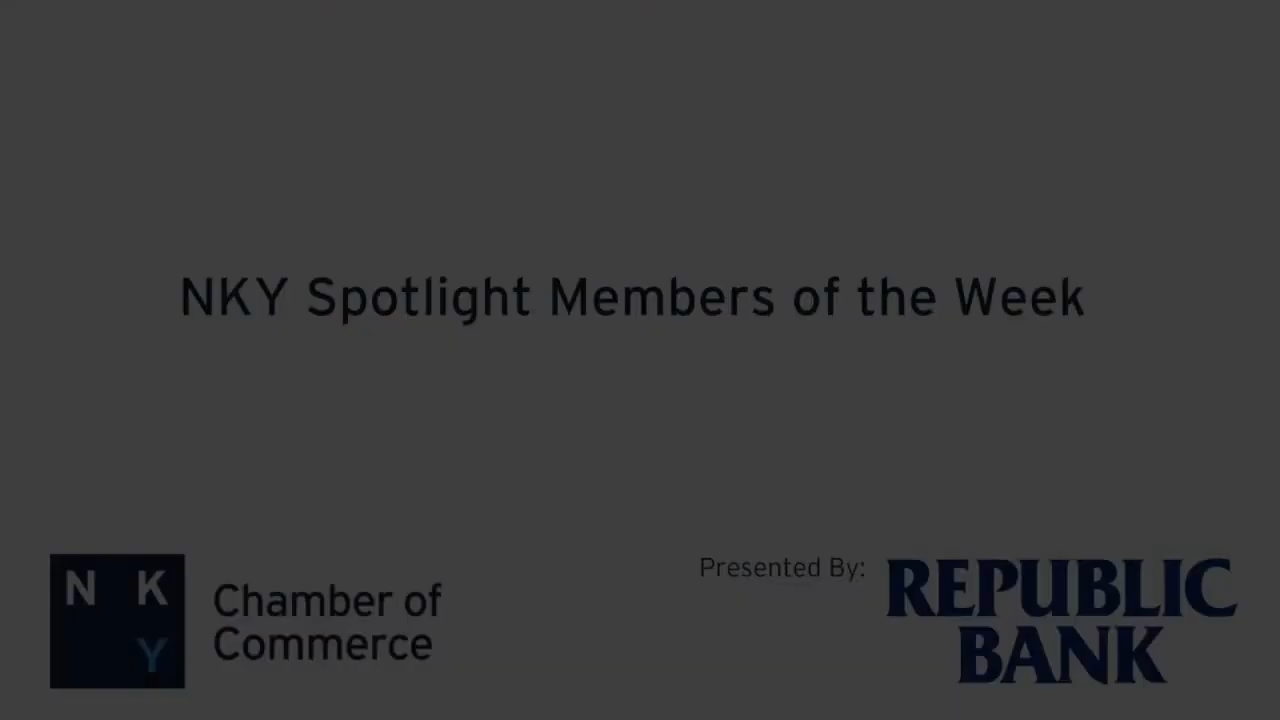 NKY Spotlight Members of the Week
N K
Y
Chamber of
Commerce
Presented By:
REPUBLIC
BANK